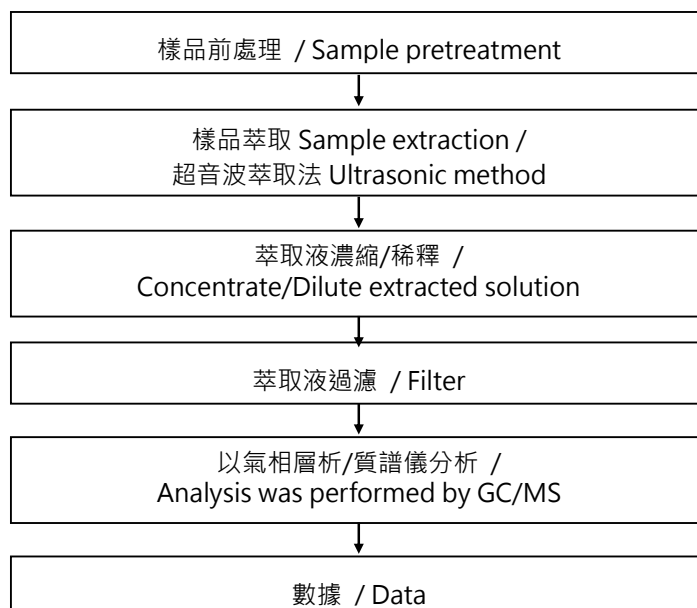 樣品前處理 / Sample pretreatment
樣品萃取 Sample extraction /
超音波萃取法 Ultrasonic method
萃取液濃縮/稀釋 /
Concentrate/Dilute extracted solution
萃取液過濾 / Filter
以氣相層析/質譜儀分析 /
Analysis was performed by GC/MS
數據 / Data